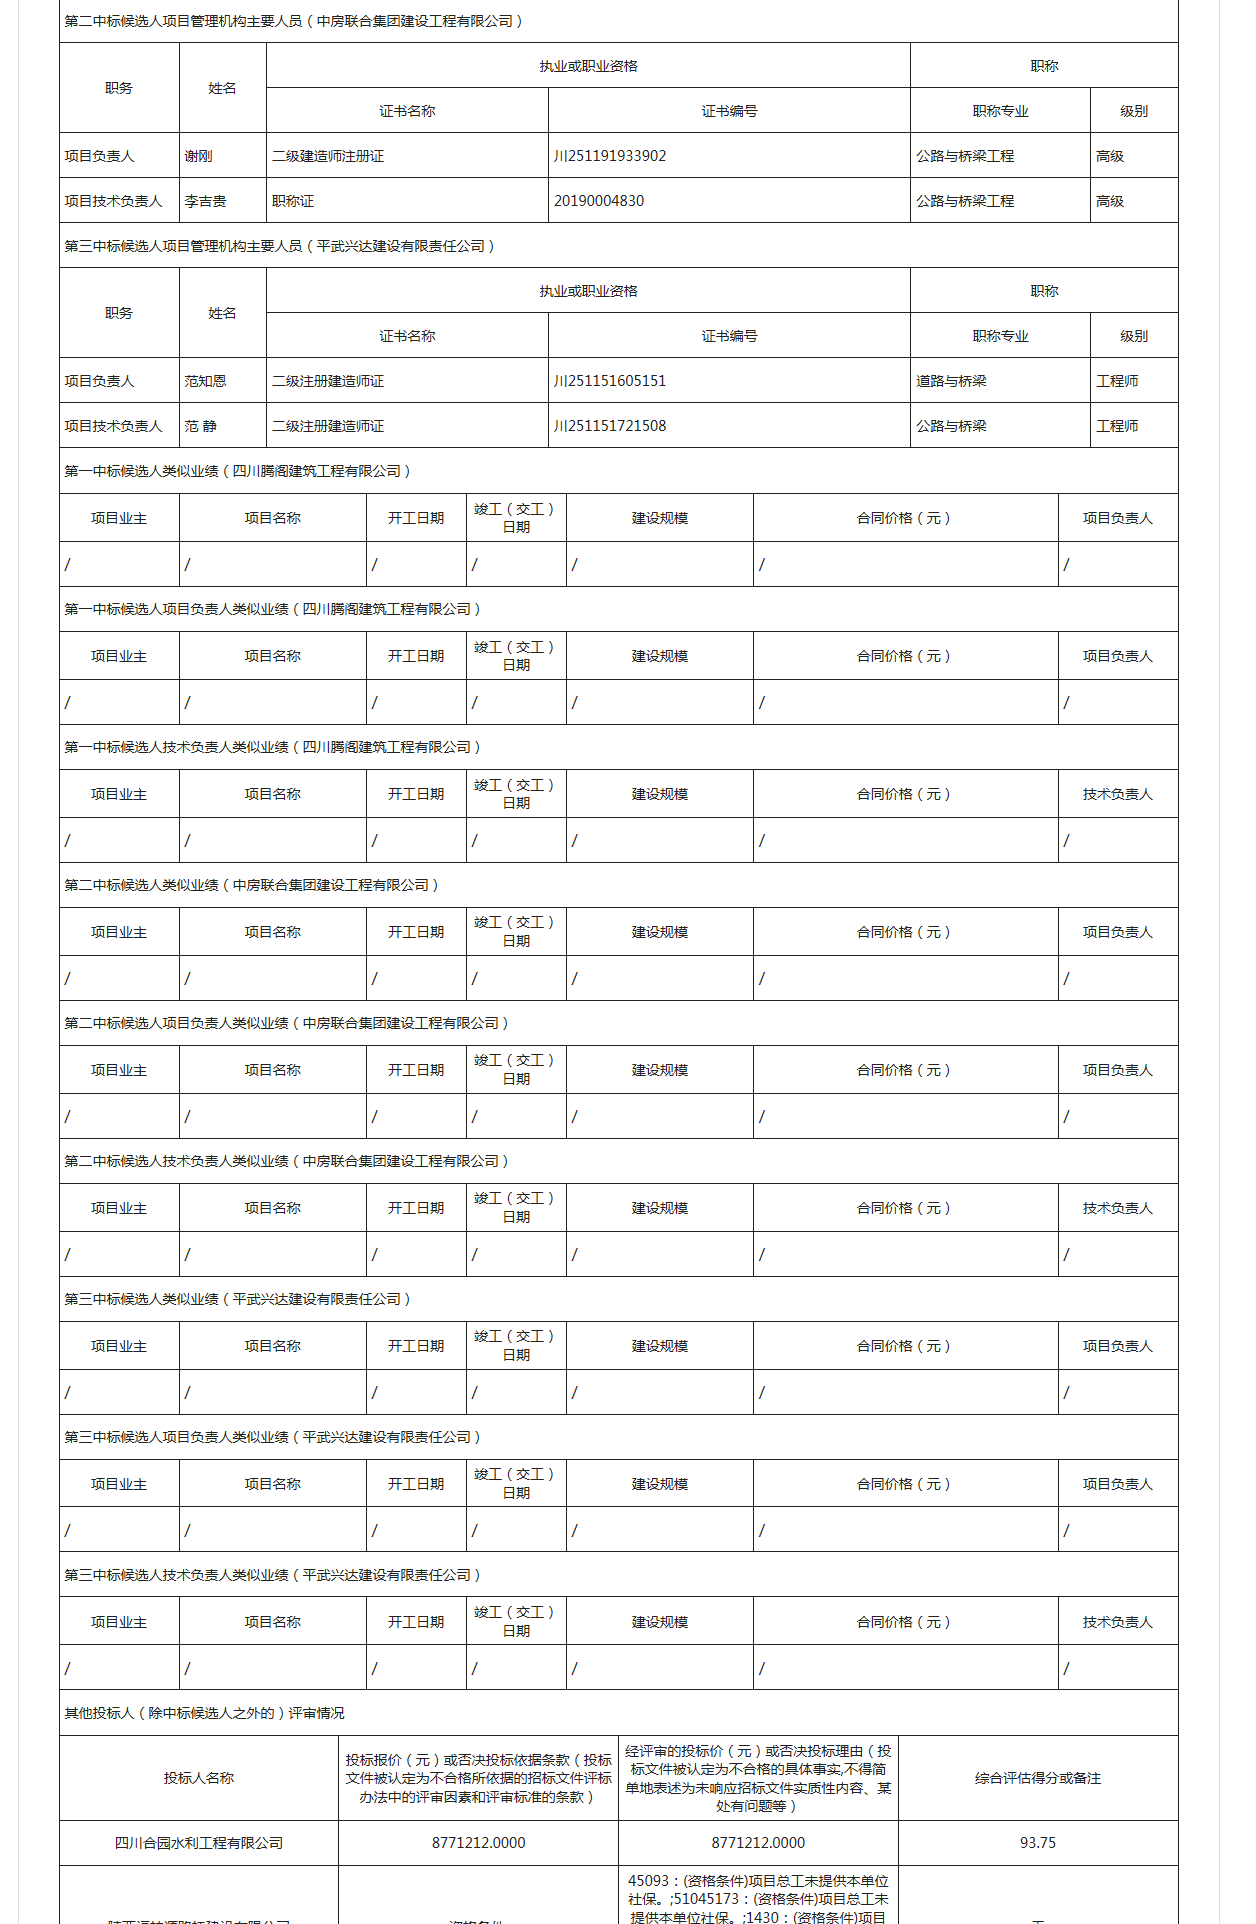 第二中标候选人项目管理机构主要人员（中房联合集团建设工程有限公司）
职务 姓名 执业或职业资格 职称
证书名称 证书编号 职称专业 级别
项目负责人 谢刚 二级建造师注册证 川251191933902 公路与桥梁工程 高级
项目技术负责人 李吉贵 职称证 20190004830 公路与桥梁工程 高级
第三中标候选人项目管理机构主要人员（平武兴达建设有限责任公司）
职务 姓名 执业或职业资格 职称
证书名称 证书编号 职称专业 级别
项目负责人 范知恩 二级注册建造师证 川251151605151 道路与桥梁 工程师
项目技术负责人 范 静 二级注册建造师证 川251151721508 公路与桥梁 工程师
第一中标候选人类似业绩（四川腾阁建筑工程有限公司）
项目业主 项目名称 开工日期 竣工（交工）日期 建设规模 合同价格（元） 项目负责人
/ / / / / / /
第一中标候选人项目负责人类似业绩（四川腾阁建筑工程有限公司）
项目业主 项目名称 开工日期 竣工（交工）日期 建设规模 合同价格（元） 项目负责人
/ / / / / / /
第一中标候选人技术负责人类似业绩（四川腾阁建筑工程有限公司）
项目业主 项目名称 开工日期 竣工（交工）日期 建设规模 合同价格（元） 技术负责人
/ / / / / / /
第二中标候选人类似业绩（中房联合集团建设工程有限公司）
项目业主 项目名称 开工日期 竣工（交工）日期 建设规模 合同价格（元） 项目负责人
/ / / / / / /
第二中标候选人项目负责人类似业绩（中房联合集团建设工程有限公司）
项目业主 项目名称 开工日期 竣工（交工）日期 建设规模 合同价格（元） 项目负责人
/ / / / / / /
第二中标候选人技术负责人类似业绩（中房联合集团建设工程有限公司）
项目业主 项目名称 开工日期 竣工（交工）日期 建设规模 合同价格（元） 技术负责人
/ / / / / / /
第三中标候选人类似业绩（平武兴达建设有限责任公司）
项目业主 项目名称 开工日期 竣工（交工）日期 建设规模 合同价格（元） 项目负责人
/ / / / / / /
第三中标候选人项目负责人类似业绩（平武兴达建设有限责任公司）
项目业主 项目名称 开工日期 竣工（交工）日期 建设规模 合同价格（元） 项目负责人
/ / / / / / /
第三中标候选人技术负责人类似业绩（平武兴达建设有限责任公司）
项目业主 项目名称 开工日期 竣工（交工）日期 建设规模 合同价格（元） 技术负责人
/ / / / / / /
其他投标人（除中标候选人之外的）评审情况
投标人名称
投标报价（元）或否决投标依据条款（投标
文件被认定为不合格所依据的招标文件评标
办法中的评审因素和评审标准的条款）
经评审的投标价（元）或否决投标理由（投
标文件被认定为不合格的具体事实,不得简
单地表述为未响应招标文件实质性内容、某
处有问题等）
综合评估得分或备注
四川合园水利工程有限公司 8771212.0000 8771212.0000 93.75
45093：(资格条件)项目总工未提供本单位
社保。;51045173：(资格条件)项目总工未
提供本单位社保。;1430：(资格条件)项目